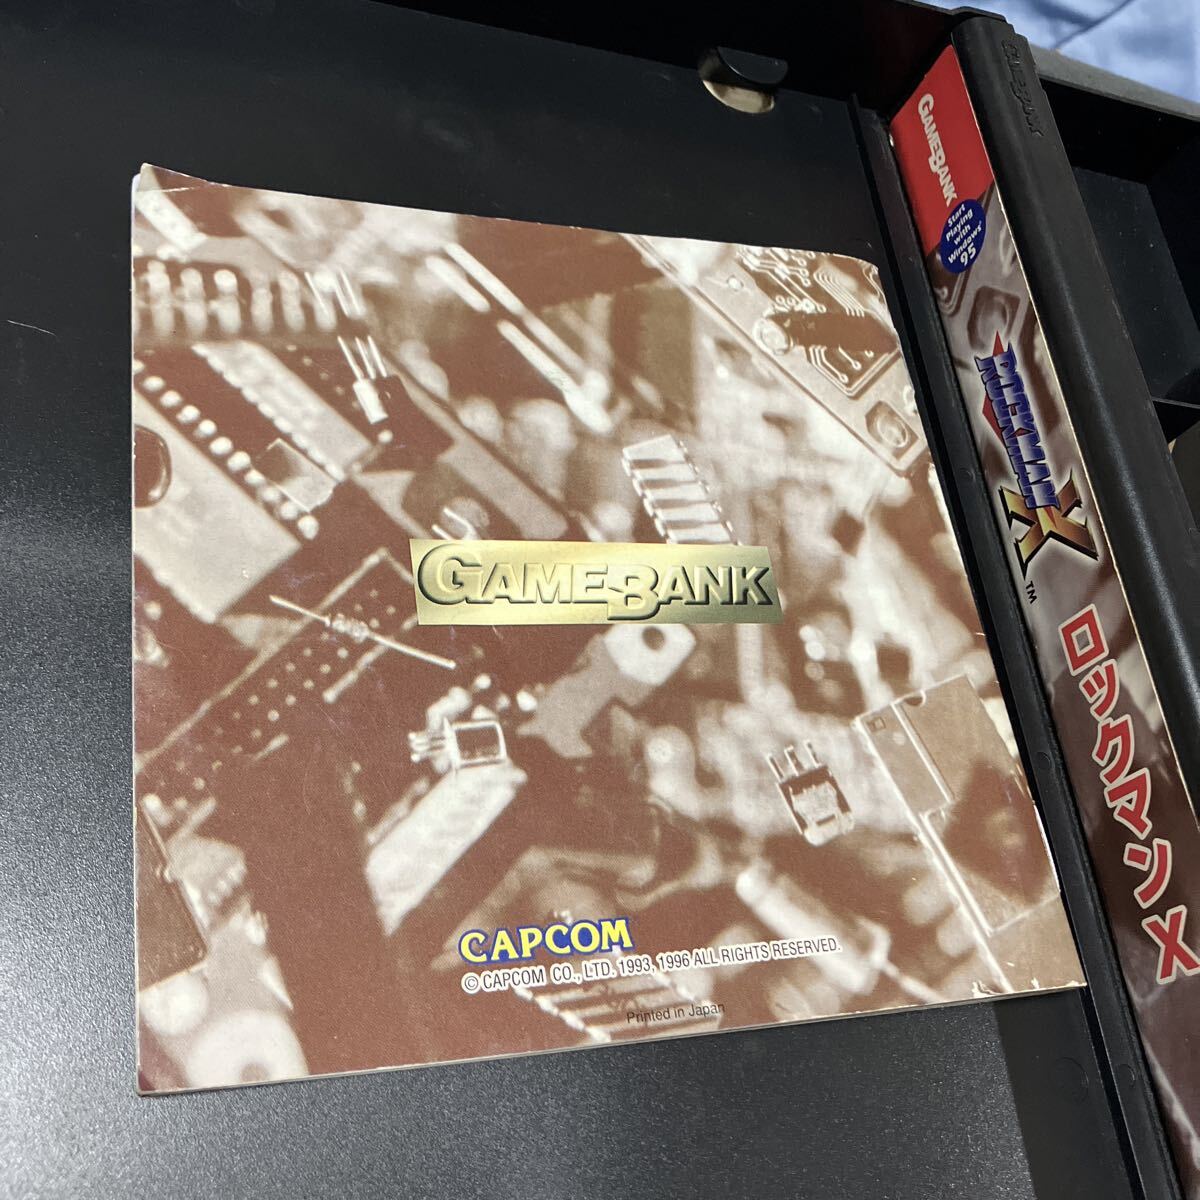 GAMEBANK
CAPCOM
© CAPCOM CO., LTD. 1993, 1996 ALL RIGHTS RESERVED.
Printed in Japan
GAMEBANK
Start
Playing
with
Windows
95
ROCKMAN X
TM
ロックマンX
GAMEBANK